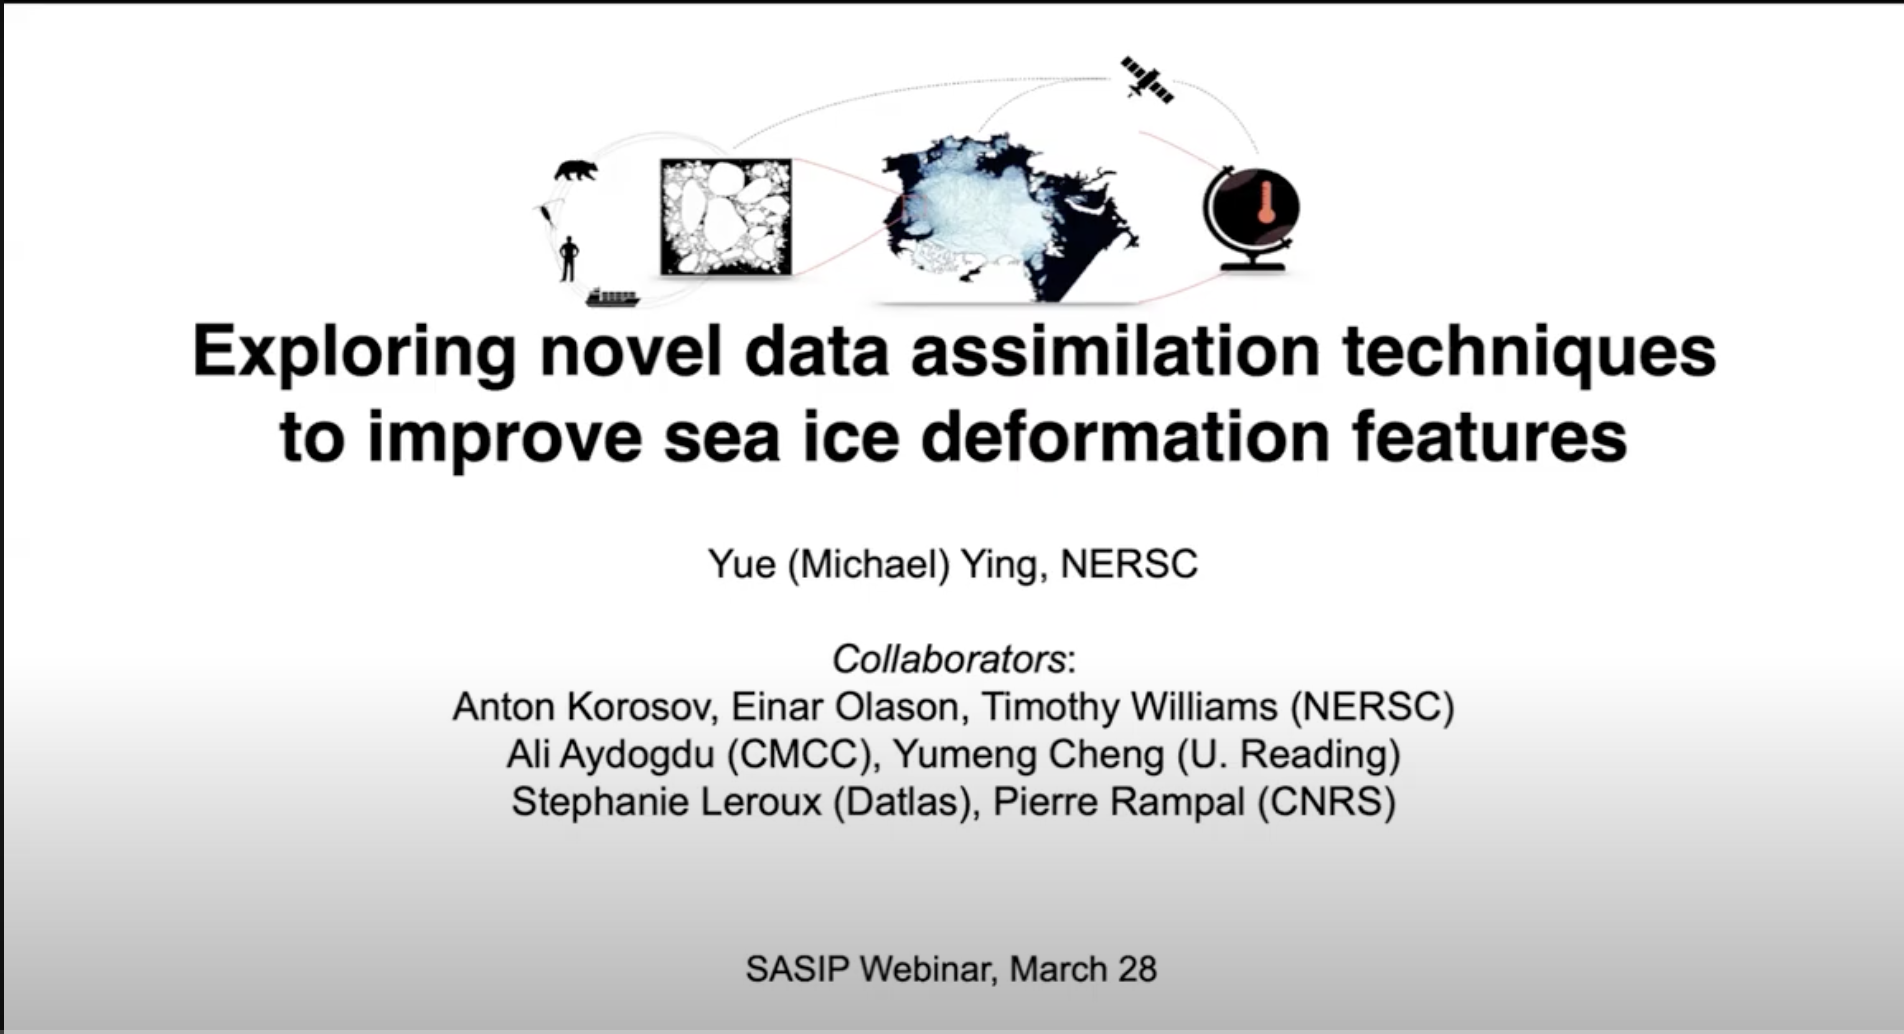 Exploring novel data assimilation techniques
to improve sea ice deformation features
Yue (Michael) Ying, NERSC
Collaborators:
Anton Korosov, Einar Olason, Timothy Williams (NERSC)
Ali Aydogdu (CMCC), Yumeng Cheng (U. Reading)
Stephanie Leroux (Datlas), Pierre Rampal (CNRS)
SASIP Webinar, March 28